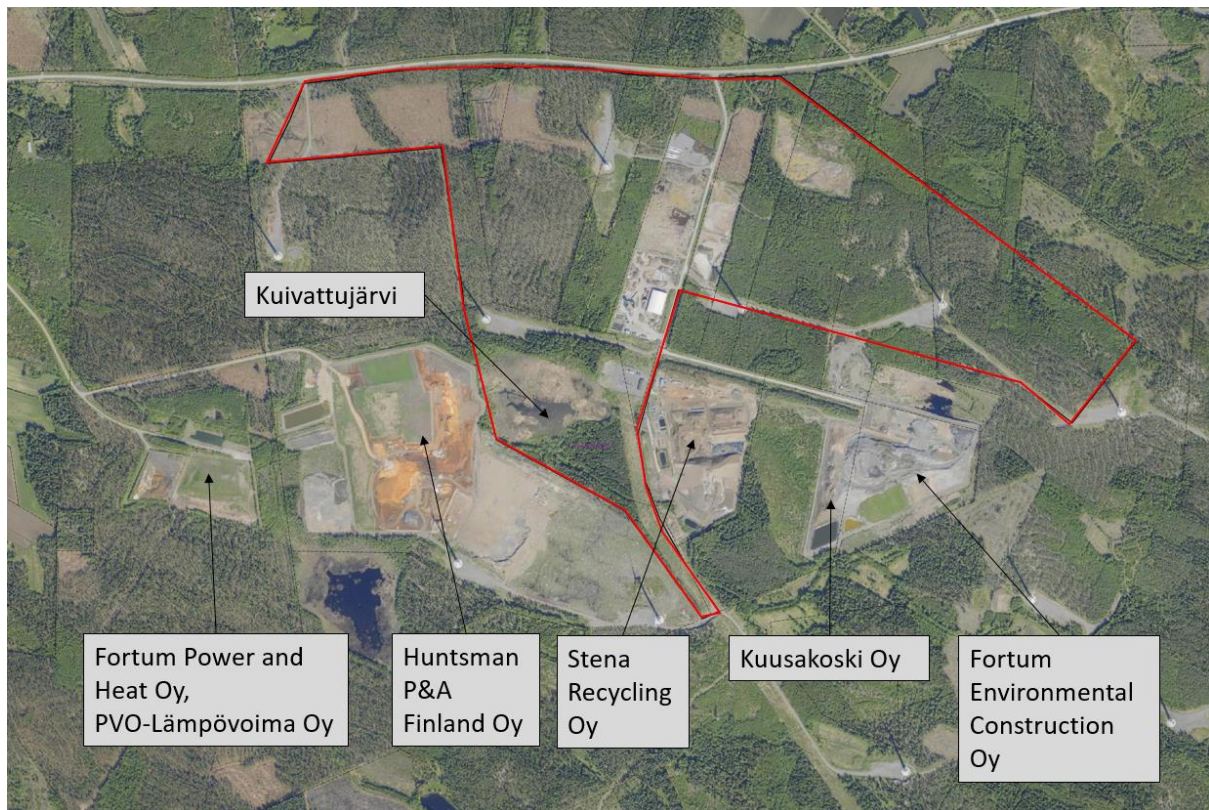 Kuivattujärvi
Fortum Power and
Heat Oy,
PVO-Lämpövoima Oy
Huntsman
P&A
Finland Oy
Stena
Recycling
Oy
Kuusakoski Oy
Fortum
Environmental
Construction
Oy